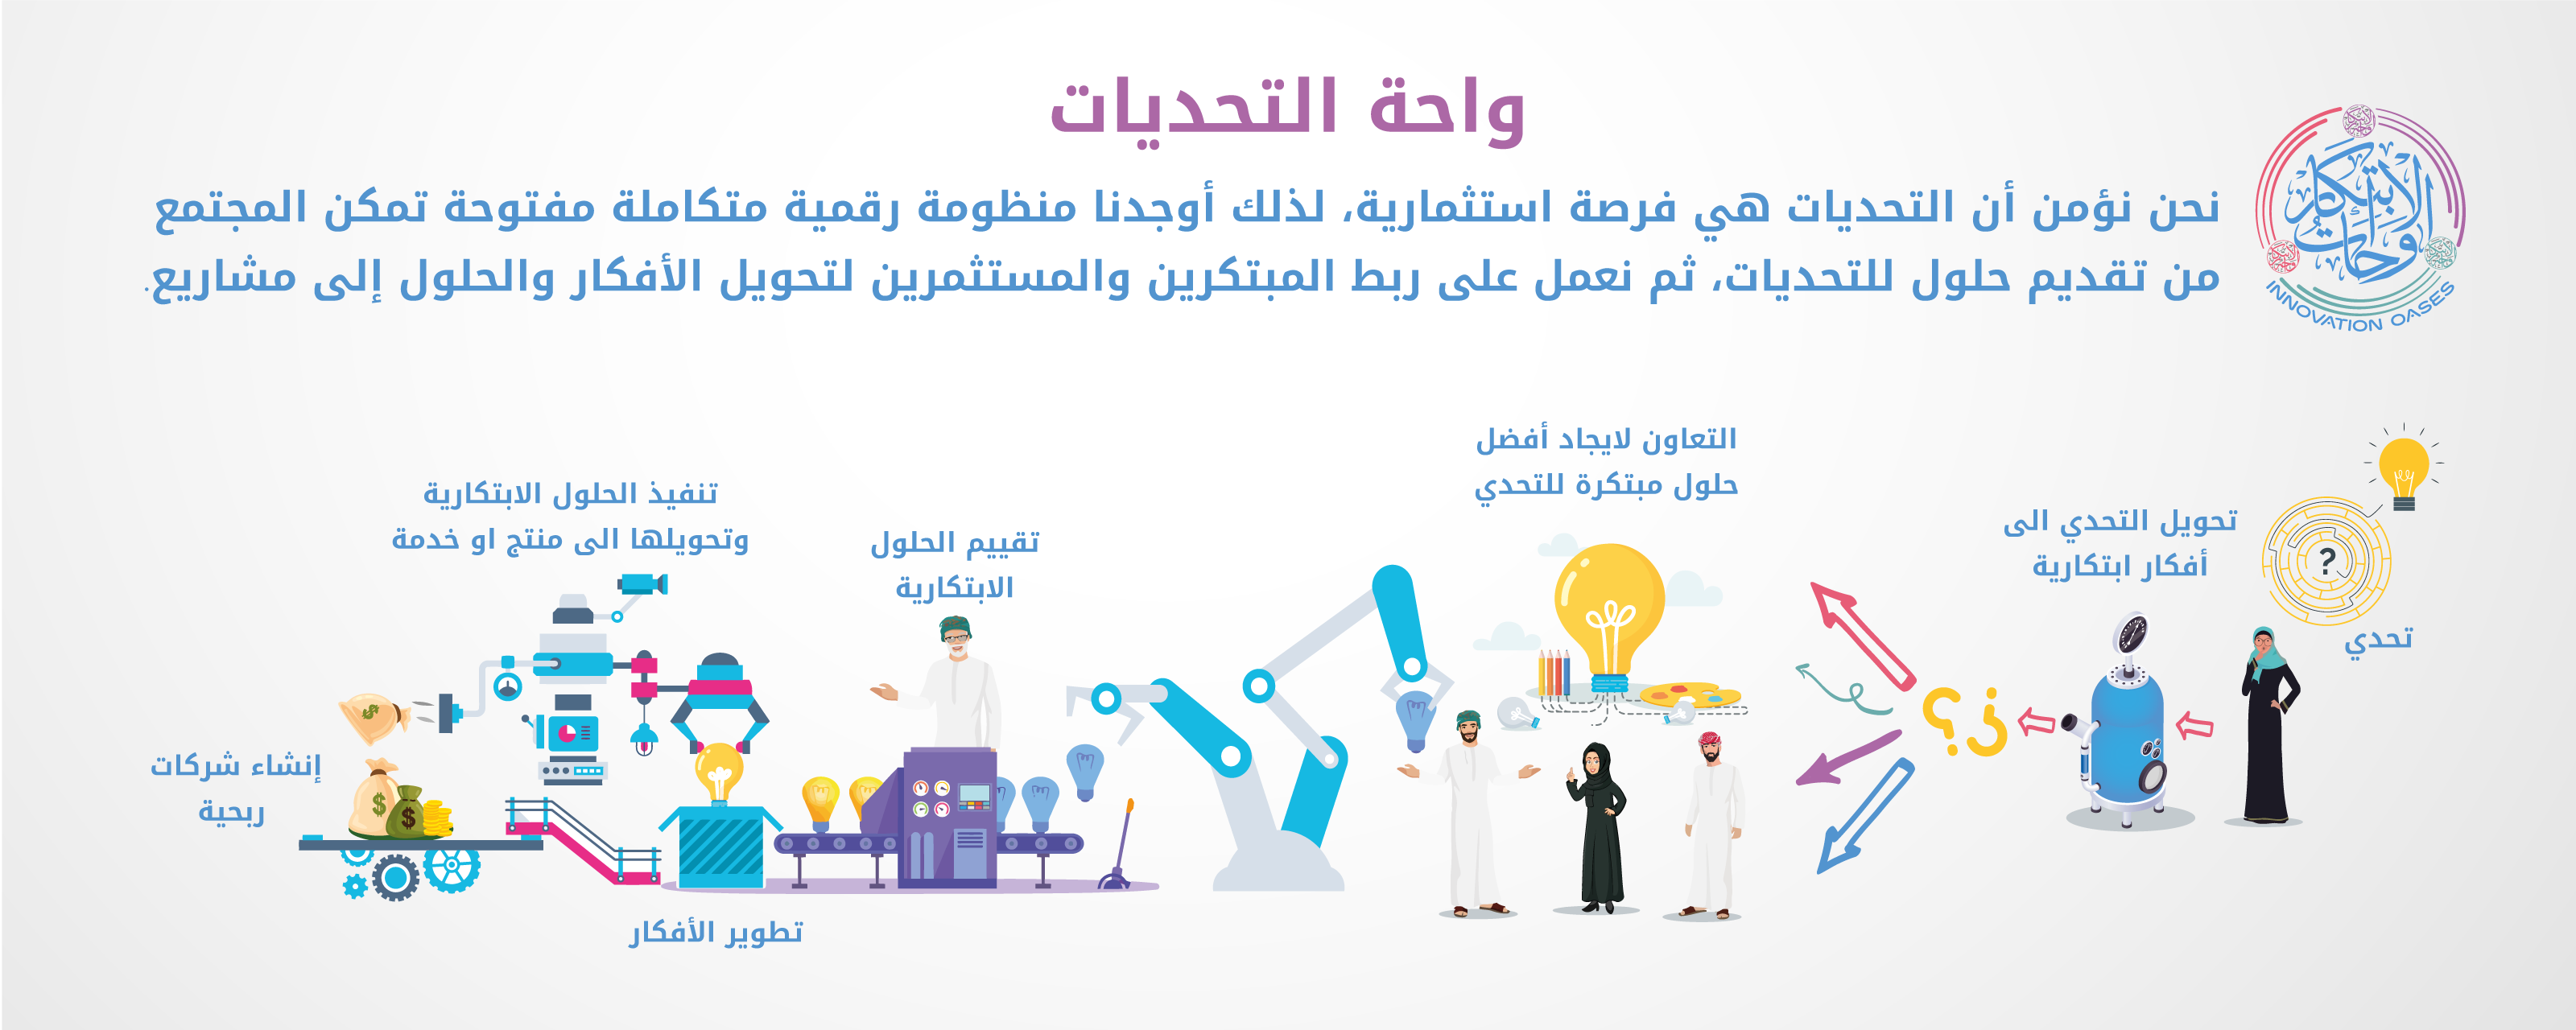 واحة التحديات
نحن نؤمن أن التحديات هي فرصة استثمارية، لذلك أوجدنا منظومة رقمية متكاملة مفتوحة تمكن المجتمع
من تقديم حلول للتحديات، ثم نعمل على ربط المبتكرين والمستثمرين لتحويل الأفكار والحلول إلى مشاريع.
واحات الابتكار
INNOVATION OASES
تحدي
?
تحويل التحدي الى
أفكار ابتكارية
التعاون لايجاد أفضل
حلول مبتكرة للتحدي
تقييم الحلول
الابتكارية
تطوير الأفكار
تنفيذ الحلول الابتكارية
وتحويلها الى منتج او خدمة
إنشاء شركات
ربحية
$
$
$